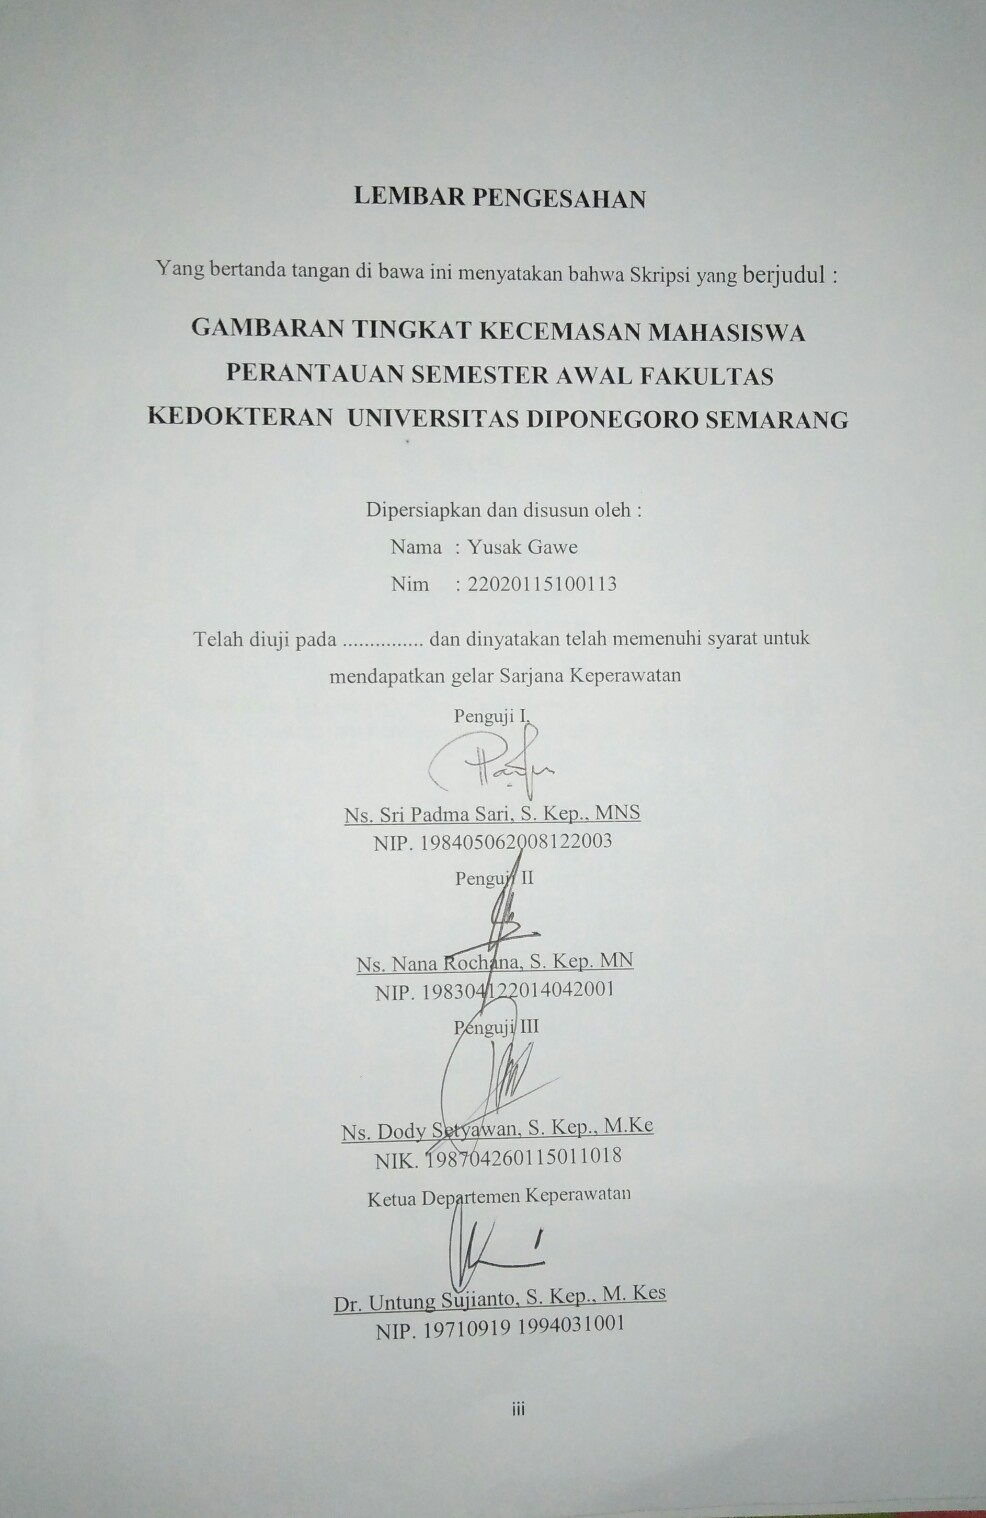 LEMBAR PENGESAHAN
Yang bertanda tangan di bawa ini menyatakan bahwa Skripsi yang berjudul :
GAMBARAN TINGKAT KECEMASAN MAHASISWA
PERANTAUAN SEMESTER AWAL FAKULTAS
KEDOKTERAN UNIVERSITAS DIPONEGORO SEMARANG
Dipersiapkan dan disusun oleh :
Nama : Yusak Gawe
Nim : 22020115100113
Telah diuji pada ............... dan dinyatakan telah memenuhi syarat untuk
mendapatkan gelar Sarjana Keperawatan
Penguji I,
Ns. Sri Padma Sari, S. Kep., MNS
NIP. 198405062008122003
Penguji II
Ns. Nana Rochana, S. Kep. MN
NIP. 198304122014042001
Penguji III
Ns. Dody Setyawan, S. Kep., M.Ke
NIK. 198704260115011018
Ketua Departemen Keperawatan
Dr. Untung Sujianto, S. Kep., M. Kes
NIP. 19710919 1994031001
iii